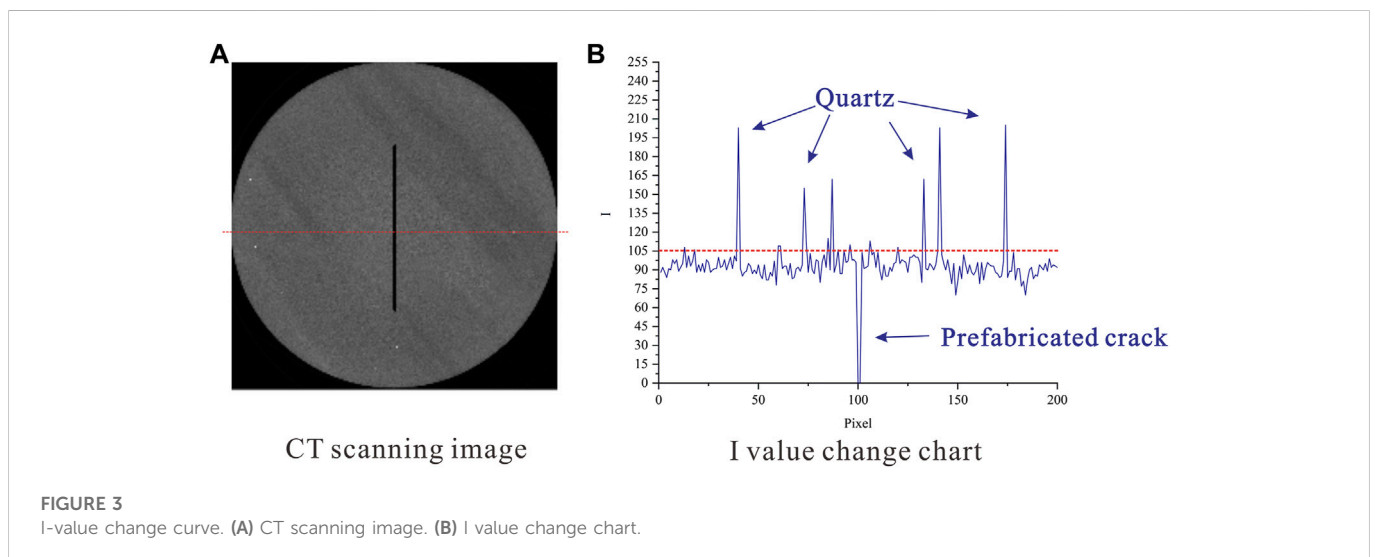 A
B
255
240
225
210
195
180
165
150
135
120
105
90
75
60
45
30
15
0
I
Quartz
Prefabricated crack
0 50 100 150 200
Pixel
CT scanning image
I value change chart
FIGURE 3
I-value change curve. (A) CT scanning image. (B) I value change chart.